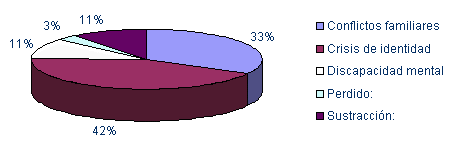 3%
11%
33%
11%
42%
Conflictos familiares
Crisis de identidad
Discapacidad mental
Perdido:
Sustracción: